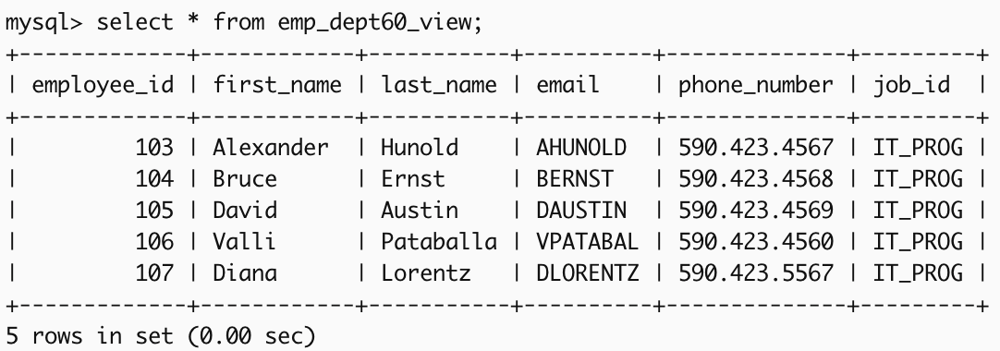 mysql> select * from emp_dept60_view;
+-------------+------------+-----------+----------+--------------+---------+
| employee_id | first_name | last_name | email    | phone_number | job_id  |
+-------------+------------+-----------+----------+--------------+---------+
|         103 | Alexander  | Hunold    | AHUNOLD  | 590.423.4567 | IT_PROG |
|         104 | Bruce      | Ernst     | BERNST   | 590.423.4568 | IT_PROG |
|         105 | David      | Austin    | DAUSTIN  | 590.423.4569 | IT_PROG |
|         106 | Valli      | Pataballa | VPATABAL | 590.423.4560 | IT_PROG |
|         107 | Diana      | Lorentz   | DLORENTZ | 590.423.5567 | IT_PROG |
+-------------+------------+-----------+----------+--------------+---------+
5 rows in set (0.00 sec)